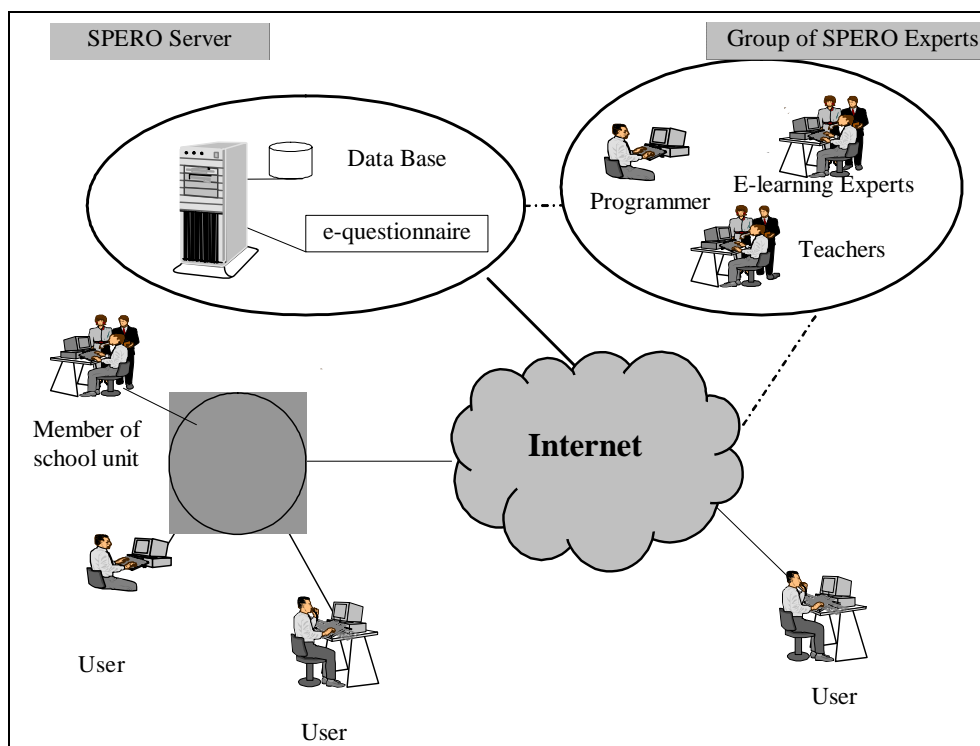 SPERO Server
Group of SPERO Experts
Data Base
e-questionnaire
Programmer
E-learning Experts
Teachers
Member of
school unit
Internet
User
User
User